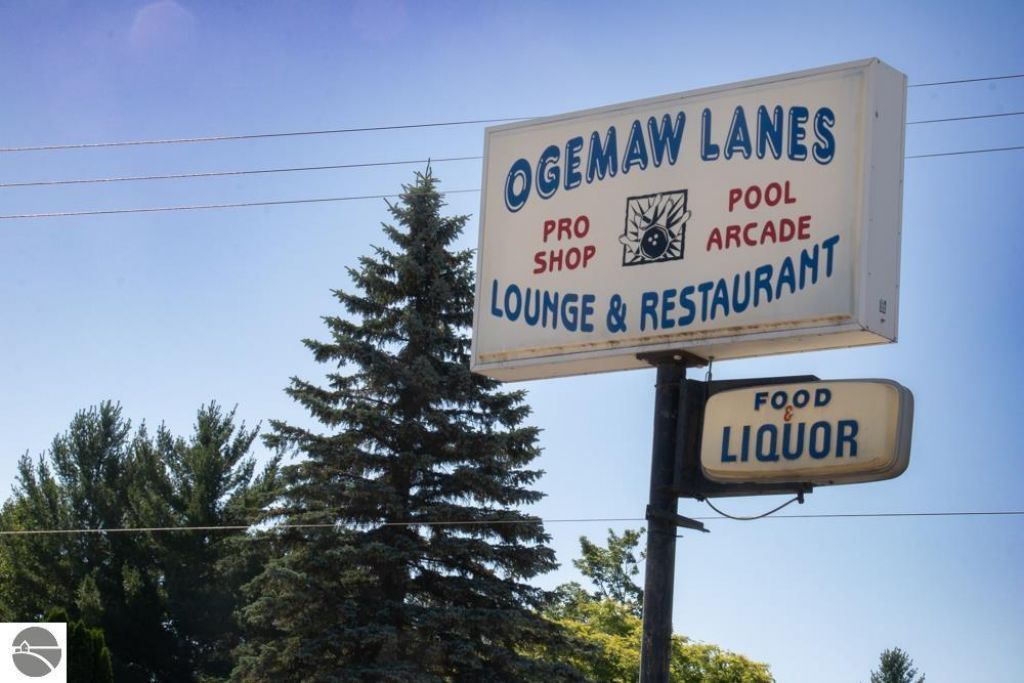 OGEMAW LANES
PRO
SHOP
POOL
ARCADE
LOUNGE & RESTAURANT
FOOD
&
LIQUOR